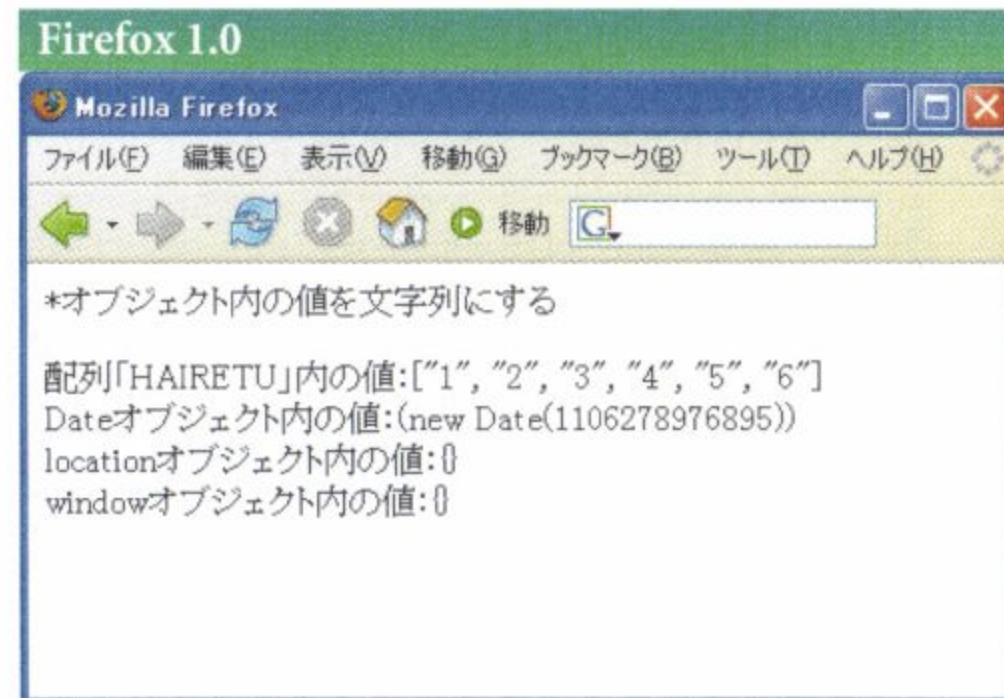 Firefox 1.0
Mozilla Firefox
ファイル(F) 編集(E) 表示(V) 移動(G) ブックマーク(B) ツール(T) ヘルプ(H)
移動 G
*オブジェクト内の値を文字列にする
配列「HAIRETU」内の値:["1", "2", "3", "4", "5", "6"]
Dateオブジェクト内の値:(new Date(1106278976895))
locationオブジェクト内の値:{}
windowオブジェクト内の値:{}